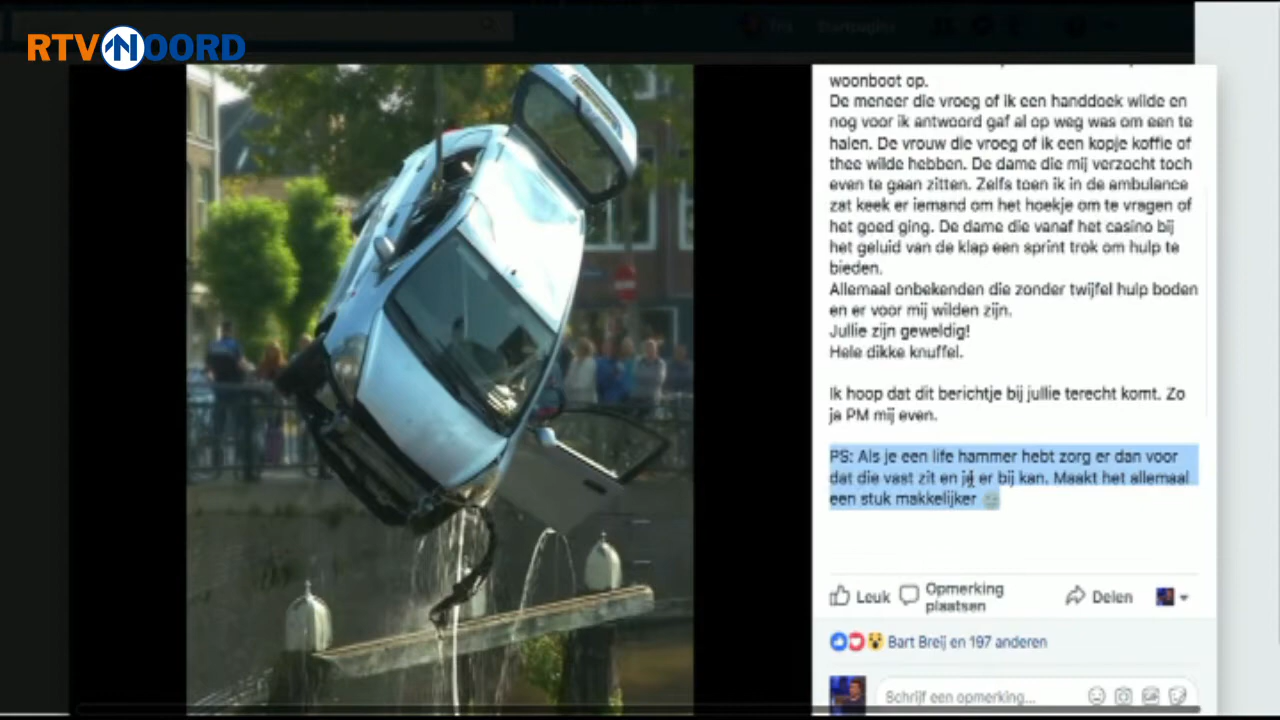 RTV NOORD
woonboot op.
De meneer die vroeg of ik een handdoek wilde en
nog voor ik antwoord gaf al op weg was om een te
halen. De vrouw die vroeg of ik een kopje koffie of
thee wilde hebben. De dame die mij verzocht toch
even te gaan zitten. Zelfs toen ik in de ambulance
zat keek er iemand om het hoekje om te vragen of
het goed ging. De dame die vanaf het casino bij
het geluid van de klap een sprint trok om hulp te
bieden.
Allemaal onbekenden die zonder twijfel hulp boden
en er voor mij wilden zijn.
Jullie zijn geweldig!
Hele dikke knuffel.
Ik hoop dat dit berichtje bij jullie terecht komt. Zo
ja PM mij even.
PS: Als je een life hammer hebt zorg er dan voor
dat die vast zit en je er bij kan. Maakt het allemaal
een stuk makkelijker
Leuk Opmerking plaatsen Delen
Bart Breij en 197 anderen
Schrijf een opmerking...
GIF